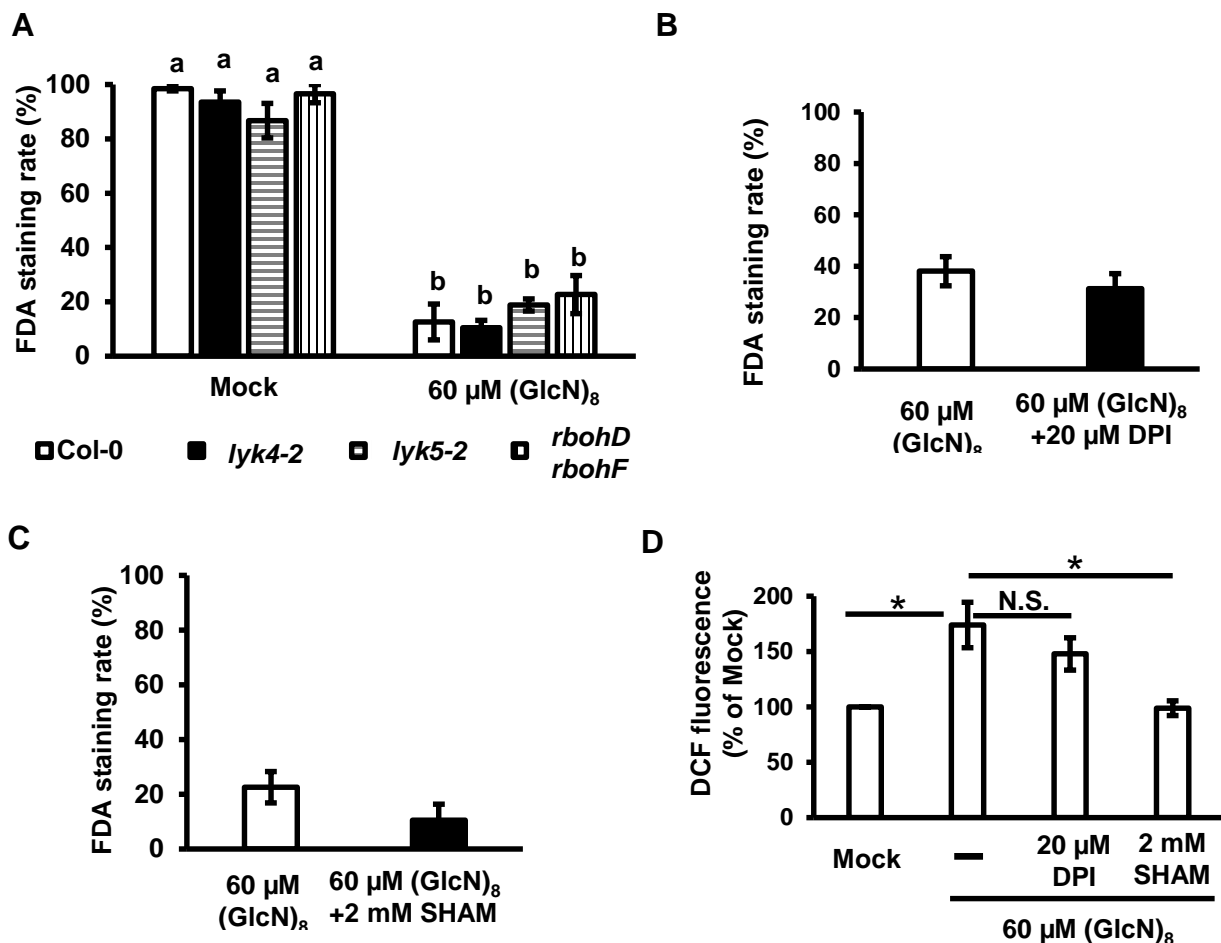 A
FDA staining rate (%)
100
80
60
40
20
0
a a a a
b b b b
Mock
60 µM (GlcN)8
Col-0 lyk4-2 lyk5-2 rbohD
rbohF
B
FDA staining rate (%)
100
80
60
40
20
0
60 µM
(GlcN)8
60 µM (GlcN)8
+20 µM DPI
C
FDA staining rate (%)
100
80
60
40
20
0
60 µM
(GlcN)8
60 µM (GlcN)8
+2 mM SHAM
D
DCF fluorescence
(% of Mock)
200
150
100
50
0
*
N.S.
*
Mock
–
20 µM
DPI
2 mM
SHAM
60 µM (GlcN)8